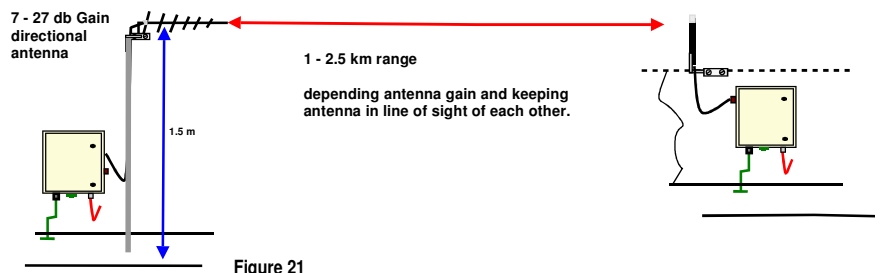 7 - 27 db Gain
directional
antenna
1 - 2.5 km range
depending antenna gain and keeping
antenna in line of sight of each other.
1.5 m
Figure 21